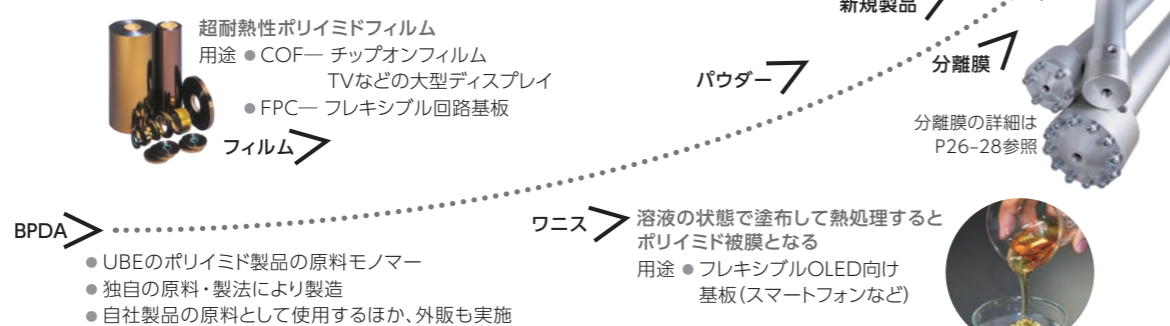 新規製品
超耐熱性ポリイミドフィルム
用途 ●COF― チップオンフィルム
TVなどの大型ディスプレイ
●FPC― フレキシブル回路基板
フィルム
パウダー
分離膜
分離膜の詳細は
P26–28参照
BPDA
●UBEのポリイミド製品の原料モノマー
●独自の原料・製法により製造
●自社製品の原料として使用するほか、外販も実施
ワニス
溶液の状態で塗布して熱処理すると
ポリイミド被膜となる
用途 ●フレキシブルOLED向け
基板(スマートフォンなど)